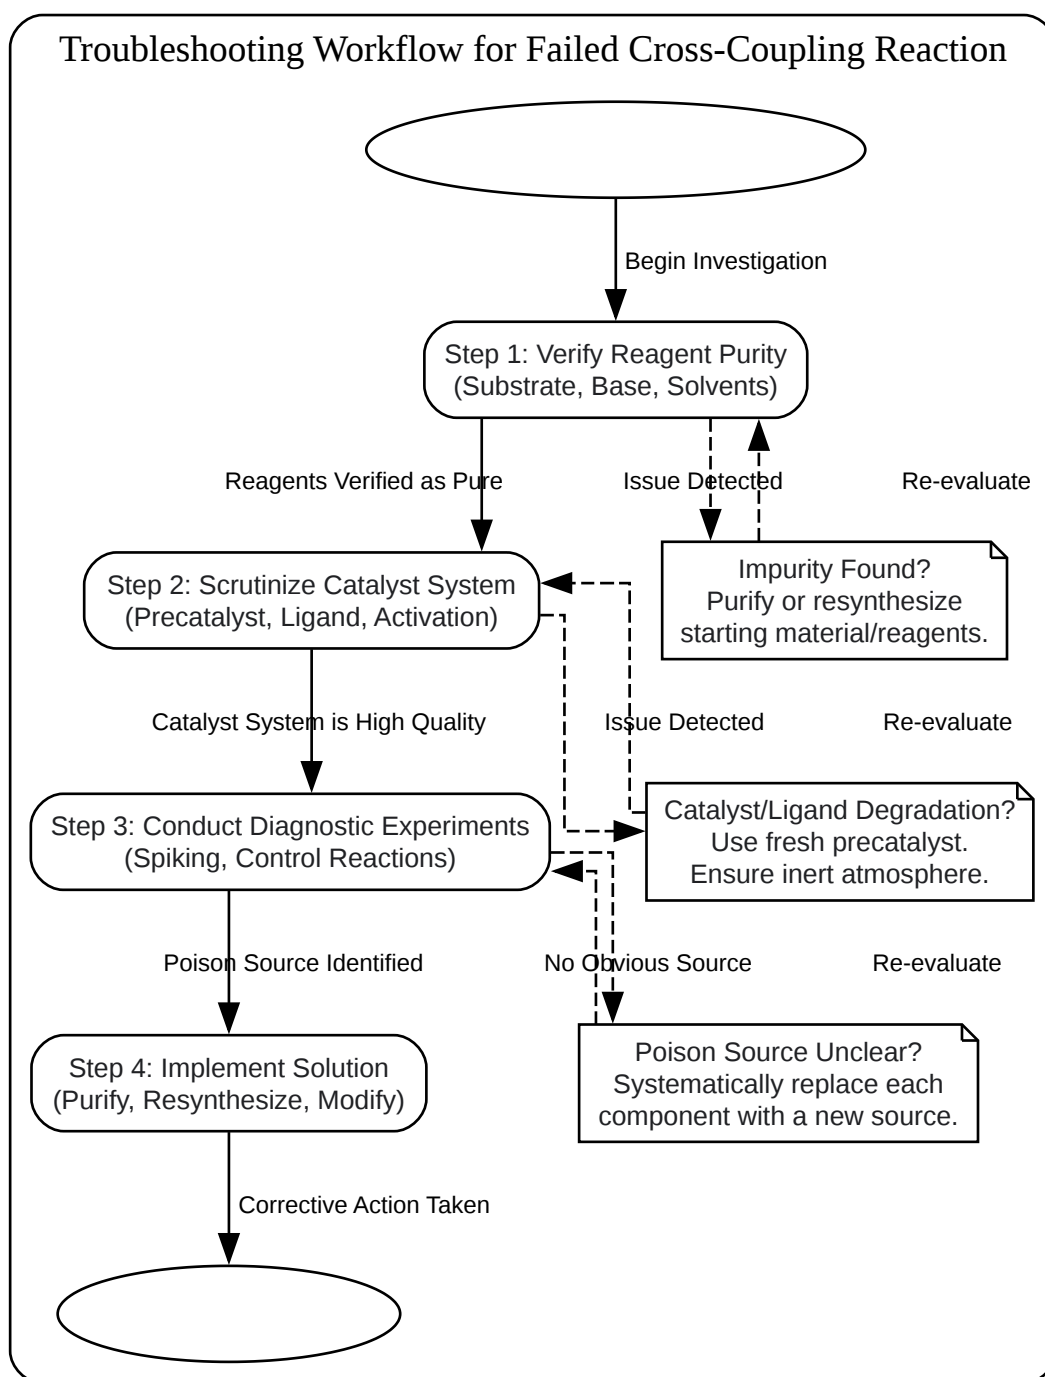 Troubleshooting Workflow for Failed Cross-Coupling Reaction
Begin Investigation
Step 1: Verify Reagent Purity
(Substrate, Base, Solvents)
Reagents Verified as Pure
Issue Detected
Re-evaluate
Impurity Found?
Purify or resynthesize
starting material/reagents.
Step 2: Scrutinize Catalyst System
(Precatalyst, Ligand, Activation)
Catalyst System is High Quality
Issue Detected
Re-evaluate
Catalyst/Ligand Degradation?
Use fresh precatalyst.
Ensure inert atmosphere.
Step 3: Conduct Diagnostic Experiments
(Spiking, Control Reactions)
Poison Source Identified
No Obvious Source
Re-evaluate
Poison Source Unclear?
Systematically replace each
component with a new source.
Step 4: Implement Solution
(Purify, Resynthesize, Modify)
Corrective Action Taken